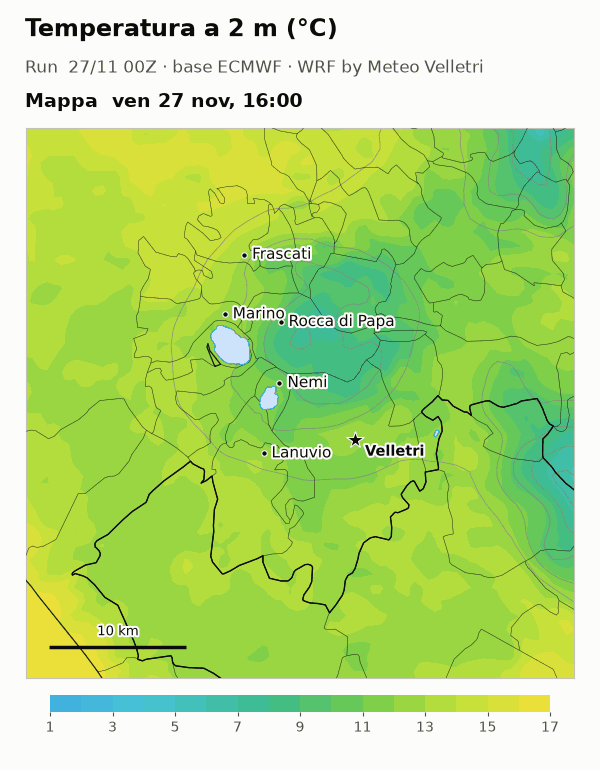 Temperatura a 2 m (°C)
Run  27/11 00Z · base ECMWF · WRF by Meteo Velletri
Mappa  ven 27 nov, 16:00
Frascati
Marino
Rocca di Papa
Nemi
Velletri
Lanuvio
10 km
1 3 5 7 9 11 13 15 17